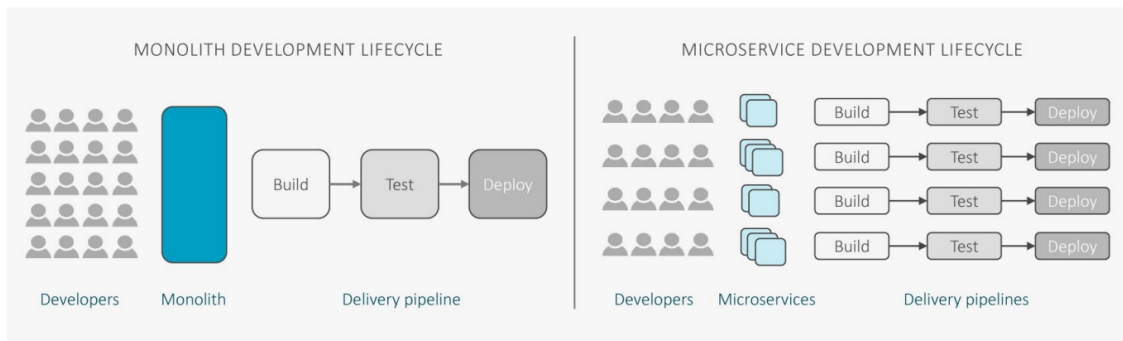 MONOLITH DEVELOPMENT LIFECYCLE
Build
Test
Deploy
Developers
Monolith
Delivery pipeline
MICROSERVICE DEVELOPMENT LIFECYCLE
Build
Test
Deploy
Build
Test
Deploy
Build
Test
Deploy
Build
Test
Deploy
Developers
Microservices
Delivery pipelines